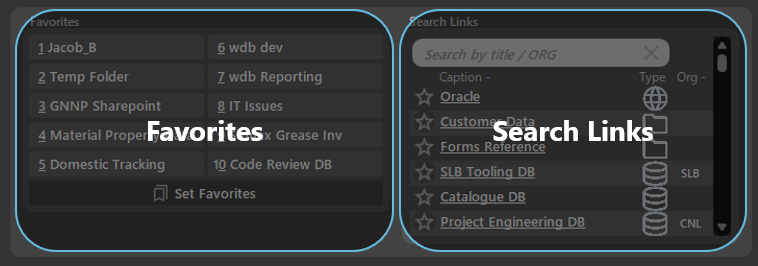 Favorites
1 Jacob_B
6 wdb dev
2 Temp Folder
7 wdb Reporting
3 GNNP Sharepoint
8 IT Issues
4 Material Property
Grease Inv
5 Domestic Tracking
10 Code Review DB
Set Favorites
Favorites
Search Links
Search by title / ORG
Caption - Type Org -
Oracle
Customer Data
Forms Reference
SLB Tooling DB SLB
Catalogue DB
Project Engineering DB CNL
Search Links